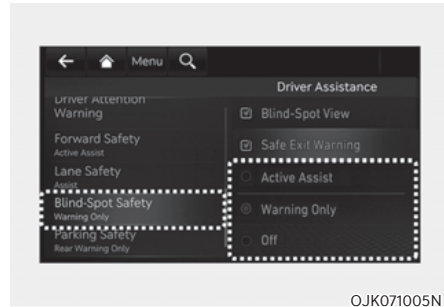 Menu
Driver Assistance
Driver Attention
Warning
Forward Safety
Active Assist
Lane Safety
Assist
Blind-Spot Safety
Warning Only
Parking Safety
Rear Warning Only
Blind-Spot View
Safe Exit Warning
Active Assist
Warning Only
Off
OJK071005N